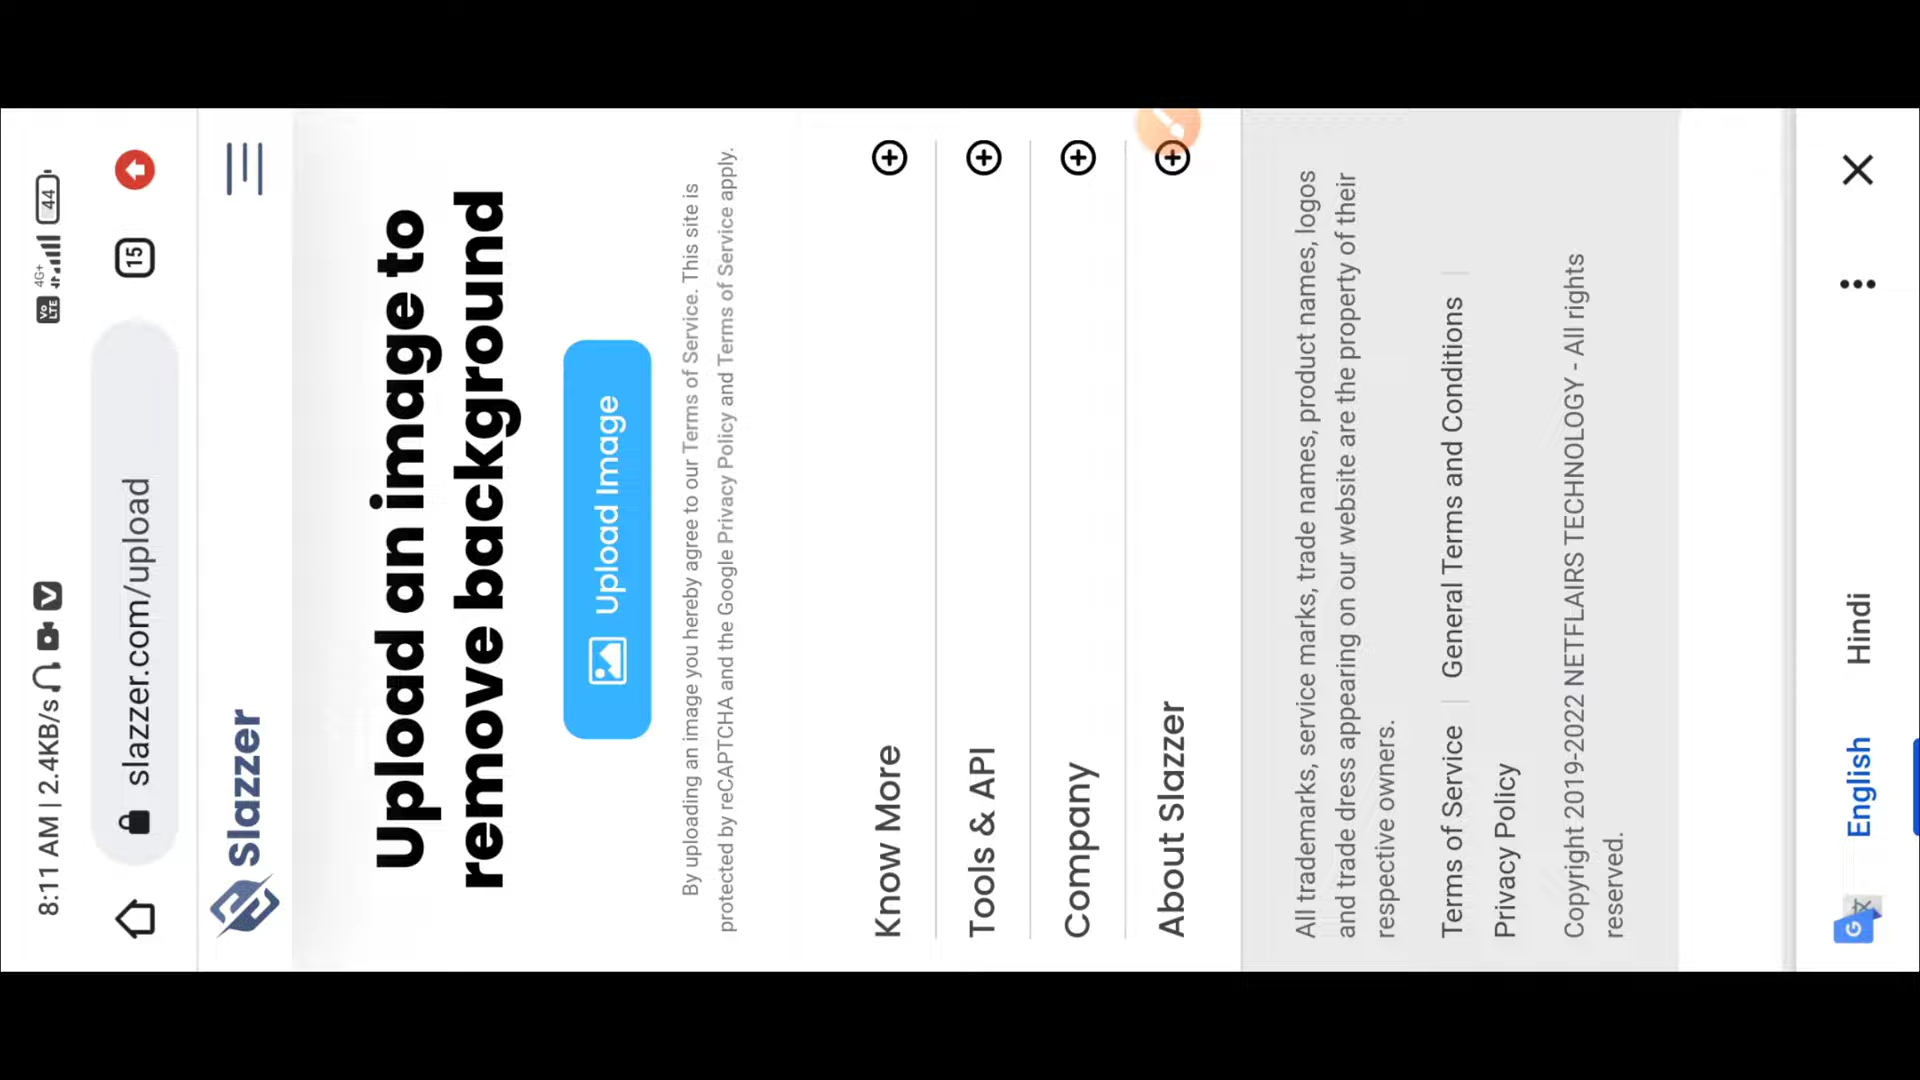 8:11 AM | 2.4KB/s
Vo LTE 4G+ 44
slazzer.com/upload
15
Slazzer
Upload an image to
remove background
Upload Image
By uploading an image you hereby agree to our Terms of Service. This site is
protected by reCAPTCHA and the Google Privacy Policy and Terms of Service apply.
Know More
Tools & API
Company
About Slazzer
All trademarks, service marks, trade names, product names, logos
and trade dress appearing on our website are the property of their
respective owners.
Terms of Service | General Terms and Conditions |
Privacy Policy
Copyright 2019-2022 NETFLAIRS TECHNOLOGY - All rights
reserved.
G 文 English Hindi